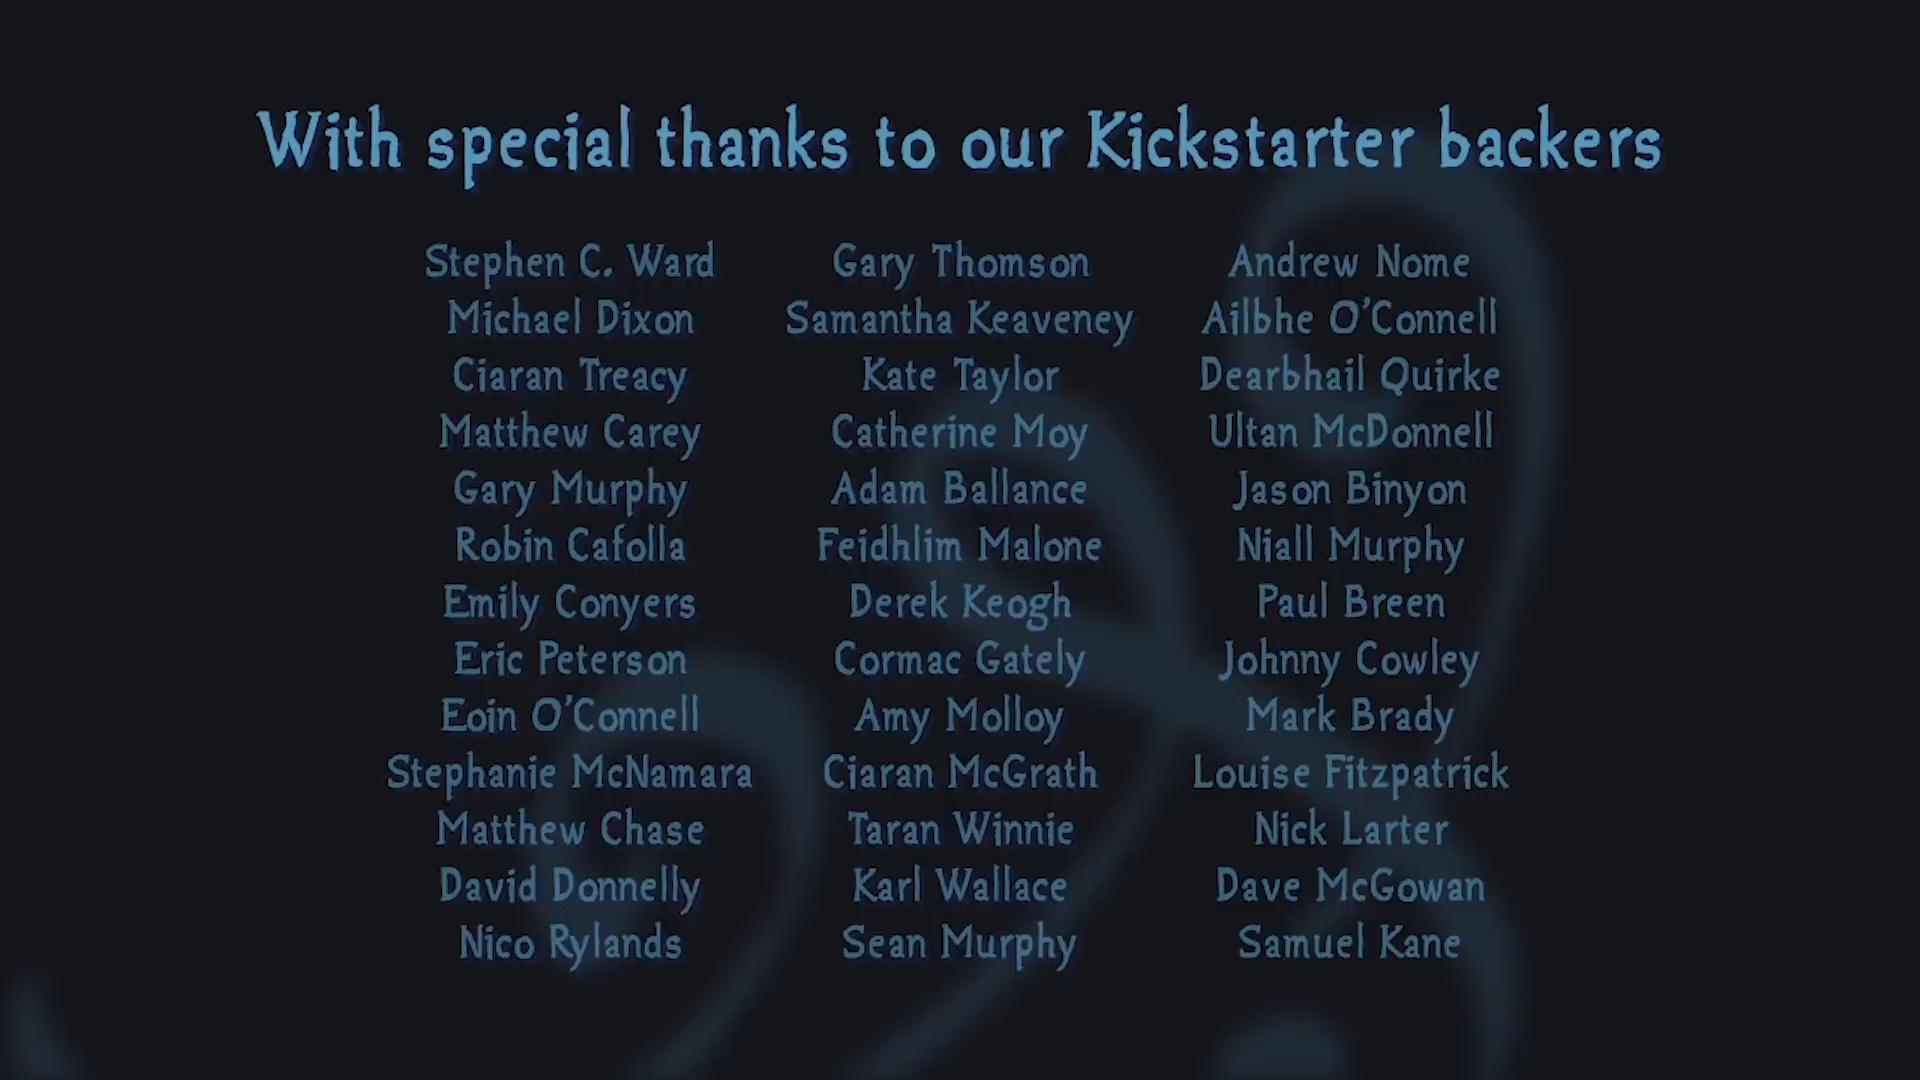 With special thanks to our Kickstarter backers
Stephen C. Ward
Michael Dixon
Ciaran Treacy
Matthew Carey
Gary Murphy
Robin Cafolla
Emily Conyers
Eric Peterson
Eoin O'Connell
Stephanie McNamara
Matthew Chase
David Donnelly
Nico Rylands
Gary Thomson
Samantha Keaveney
Kate Taylor
Catherine Moy
Adam Ballance
Feidhlim Malone
Derek Keogh
Cormac Gately
Amy Molloy
Ciaran McGrath
Taran Winnie
Karl Wallace
Sean Murphy
Andrew Nome
Ailbhe O'Connell
Dearbhail Quirke
Ultan McDonnell
Jason Binyon
Niall Murphy
Paul Breen
Johnny Cowley
Mark Brady
Louise Fitzpatrick
Nick Larter
Dave McGowan
Samuel Kane